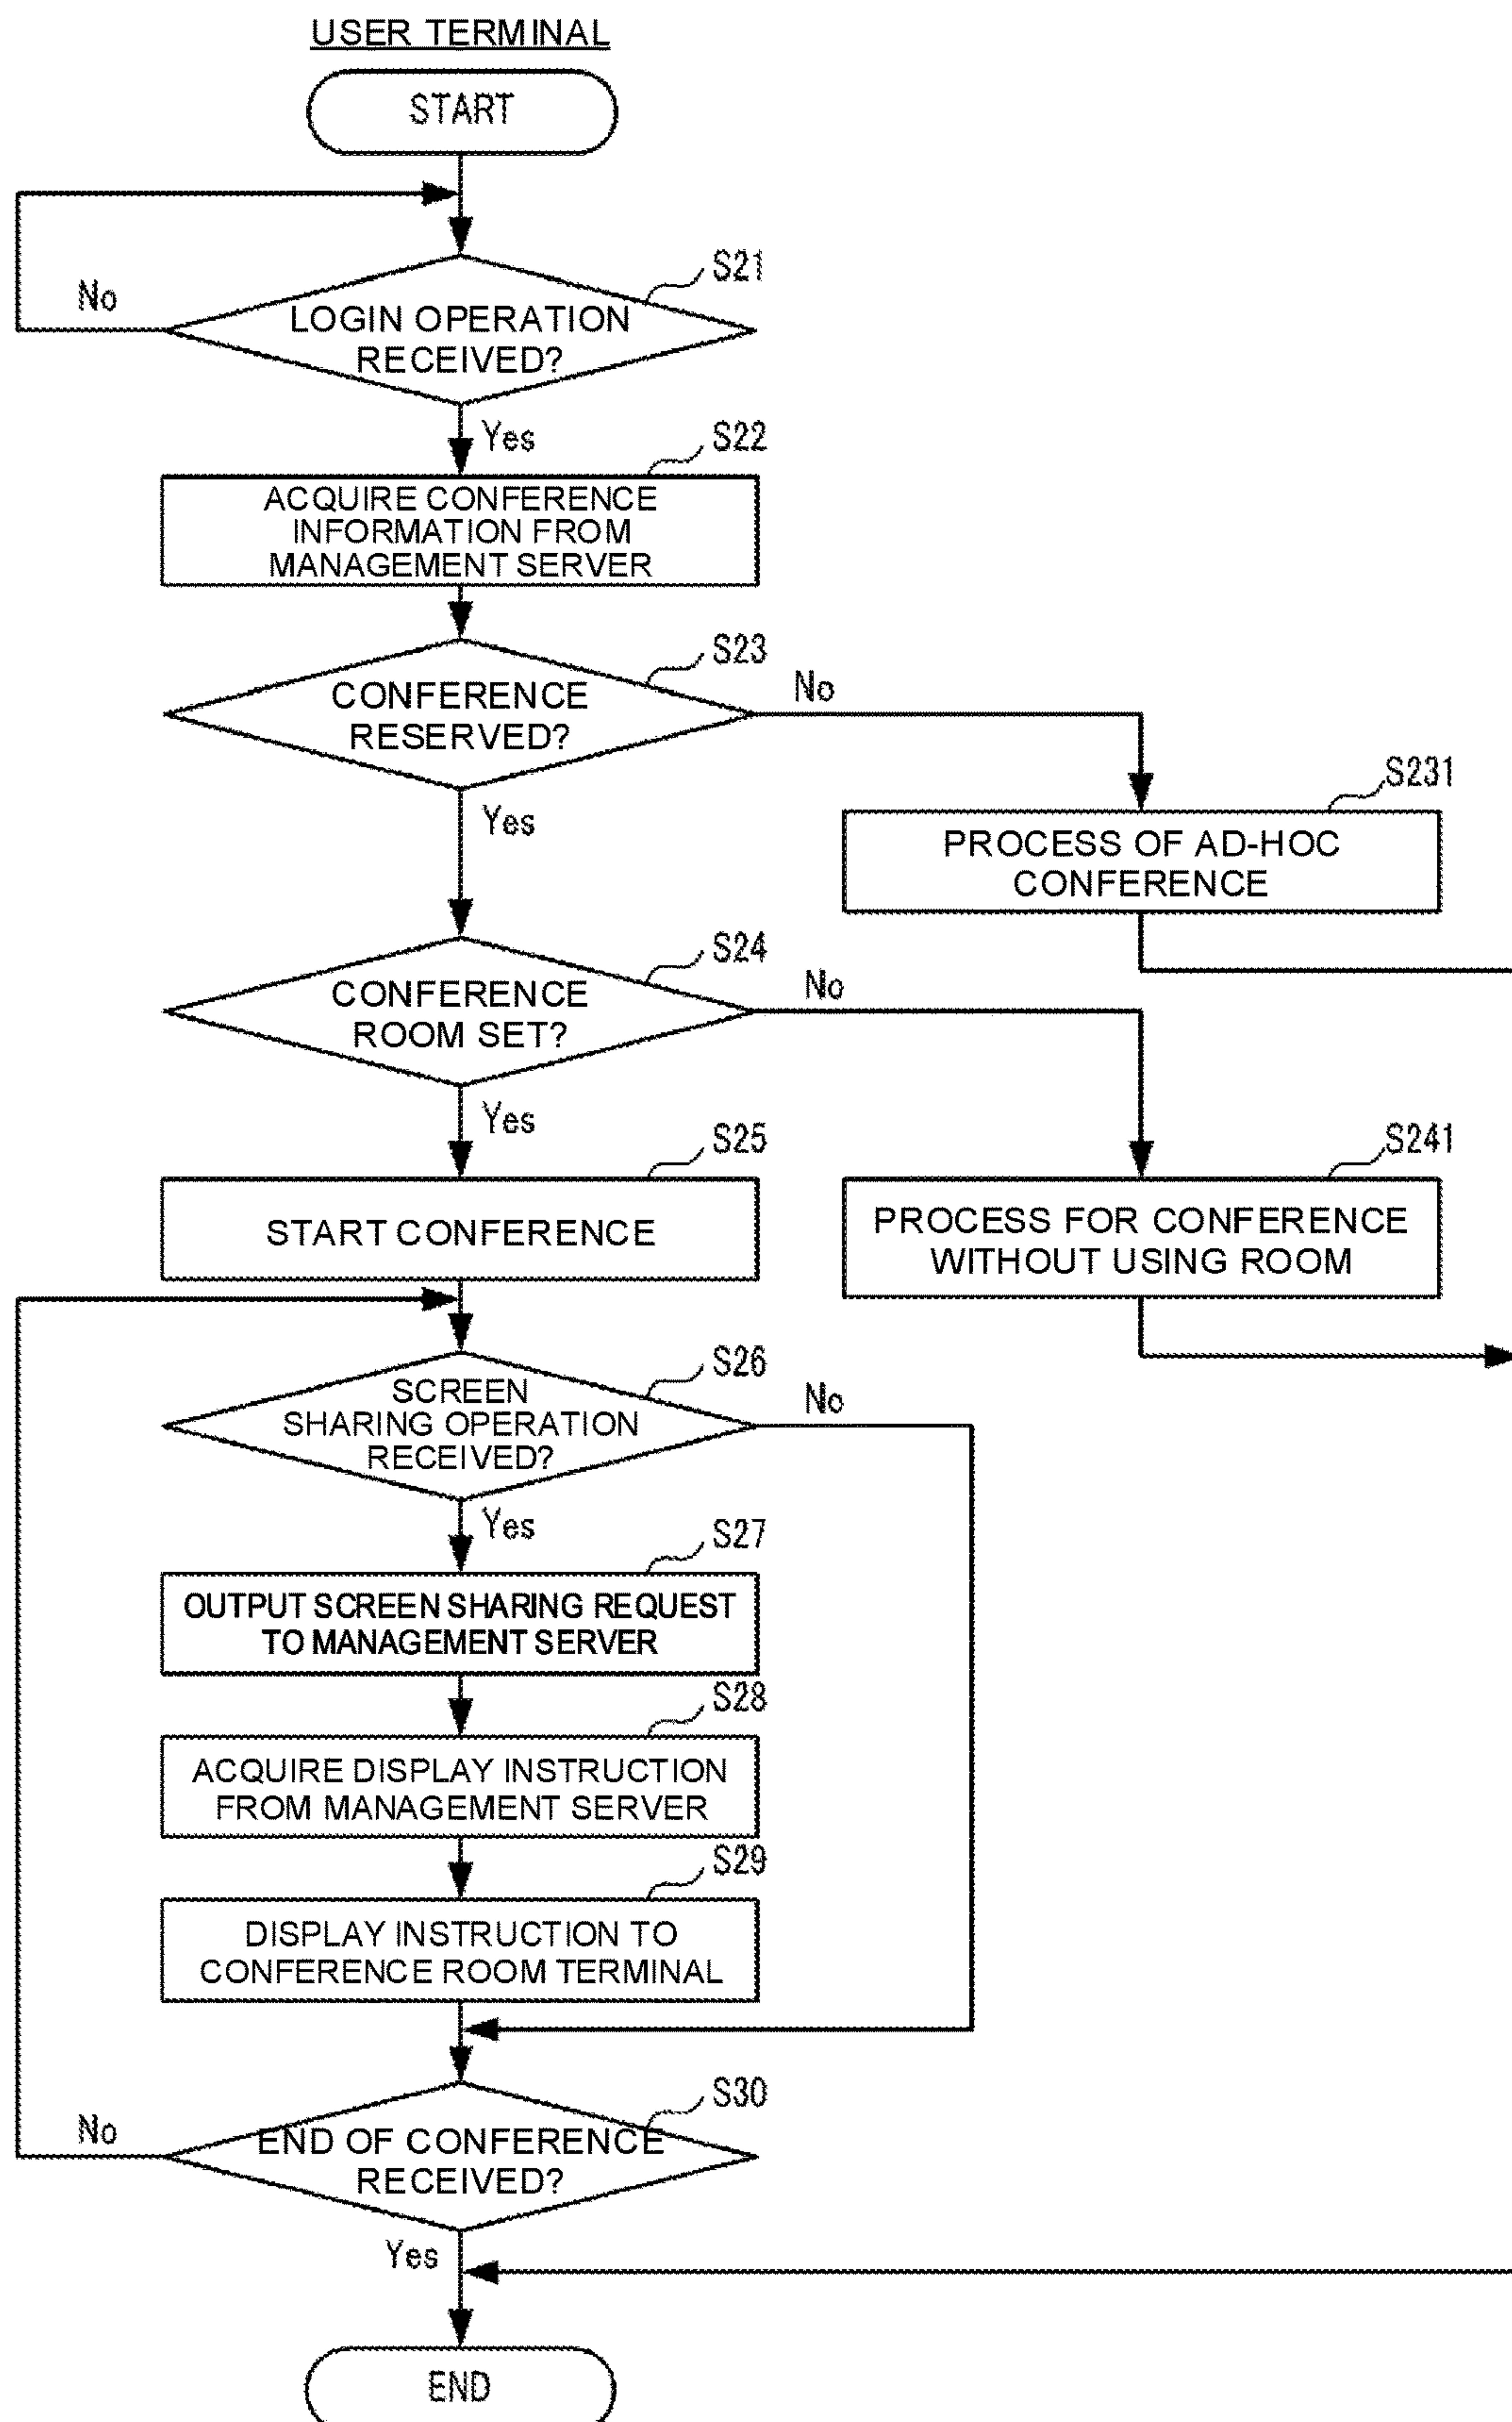 USER TERMINAL
START
S21
No
LOGIN OPERATION
RECEIVED?
Yes
S22
ACQUIRE CONFERENCE
INFORMATION FROM
MANAGEMENT SERVER
S23
No
CONFERENCE
RESERVED?
Yes
S231
PROCESS OF AD-HOC
CONFERENCE
S24
No
CONFERENCE
ROOM SET?
Yes
S25
START CONFERENCE
S241
PROCESS FOR CONFERENCE
WITHOUT USING ROOM
S26
No
SCREEN
SHARING OPERATION
RECEIVED?
Yes
S27
OUTPUT SCREEN SHARING REQUEST
TO MANAGEMENT SERVER
S28
ACQUIRE DISPLAY INSTRUCTION
FROM MANAGEMENT SERVER
S29
DISPLAY INSTRUCTION TO
CONFERENCE ROOM TERMINAL
S30
No
END OF CONFERENCE
RECEIVED?
Yes
END